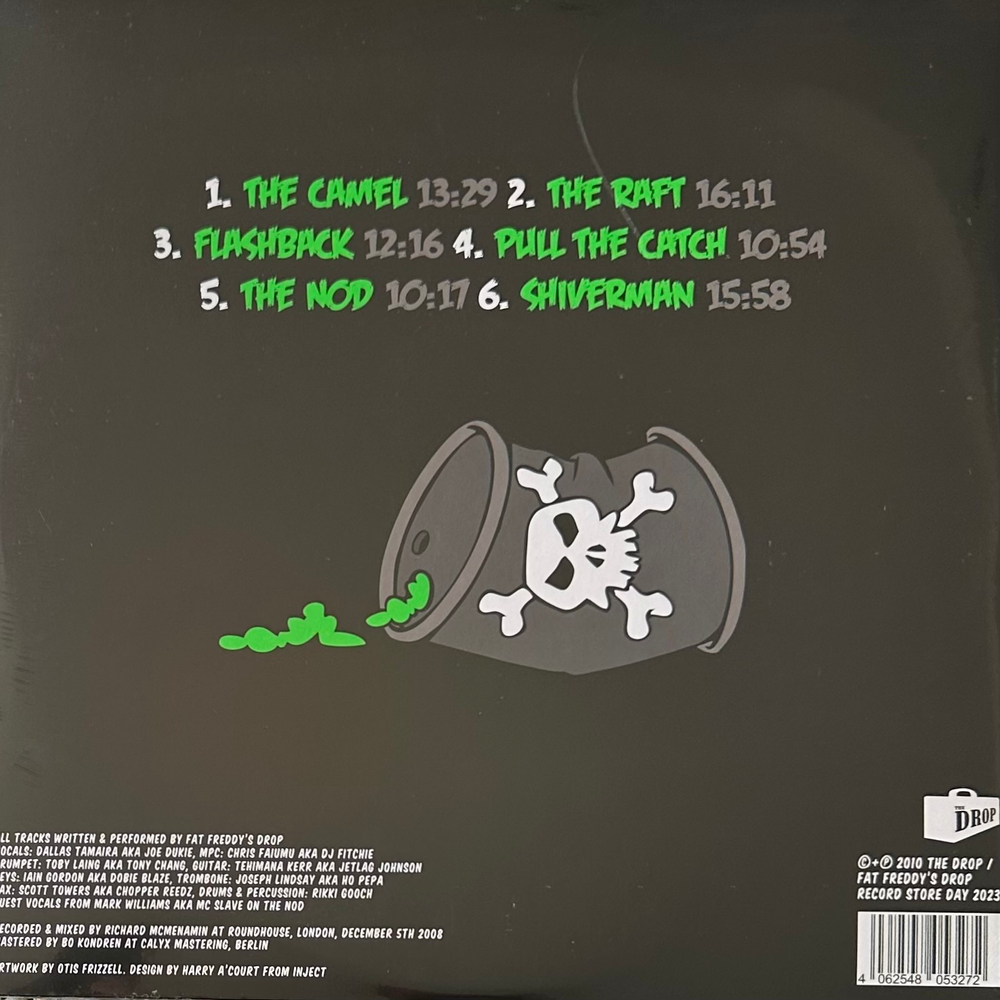 1. THE CAMEL 13:29 2. THE RAFT 16:11
3. FLASHBACK 12:16 4. PULL THE CATCH 10:54
5. THE NOD 10:17 6. SHIVERMAN 15:58
THE DROP
LL TRACKS WRITTEN & PERFORMED BY FAT FREDDY'S DROP
OCALS: DALLAS TAMAIRA AKA JOE DUKIE, MPC: CHRIS FAIUMU AKA DJ FITCHIE
RUMPET: TOBY LAING AKA TONY CHANG, GUITAR: TEHIMANA KERR AKA JETLAG JOHNSON
EYS: IAIN GORDON AKA DOBIE BLAZE, TROMBONE: JOSEPH LINDSAY AKA HO PEPA
AX: SCOTT TOWERS AKA CHOPPER REEDZ, DRUMS & PERCUSSION: RIKKI GOOCH
UEST VOCALS FROM MARK WILLIAMS AKA MC SLAVE ON THE NOD
ECORDED & MIXED BY RICHARD MCMENAMIN AT ROUNDHOUSE, LONDON, DECEMBER 5TH 2008
ASTERED BY BO KONDREN AT CALYX MASTERING, BERLIN
RTWORK BY OTIS FRIZZELL. DESIGN BY HARRY A'COURT FROM INJECT
©+℗ 2010 THE DROP /
FAT FREDDY'S DROP
RECORD STORE DAY 2023
4 062548 053272